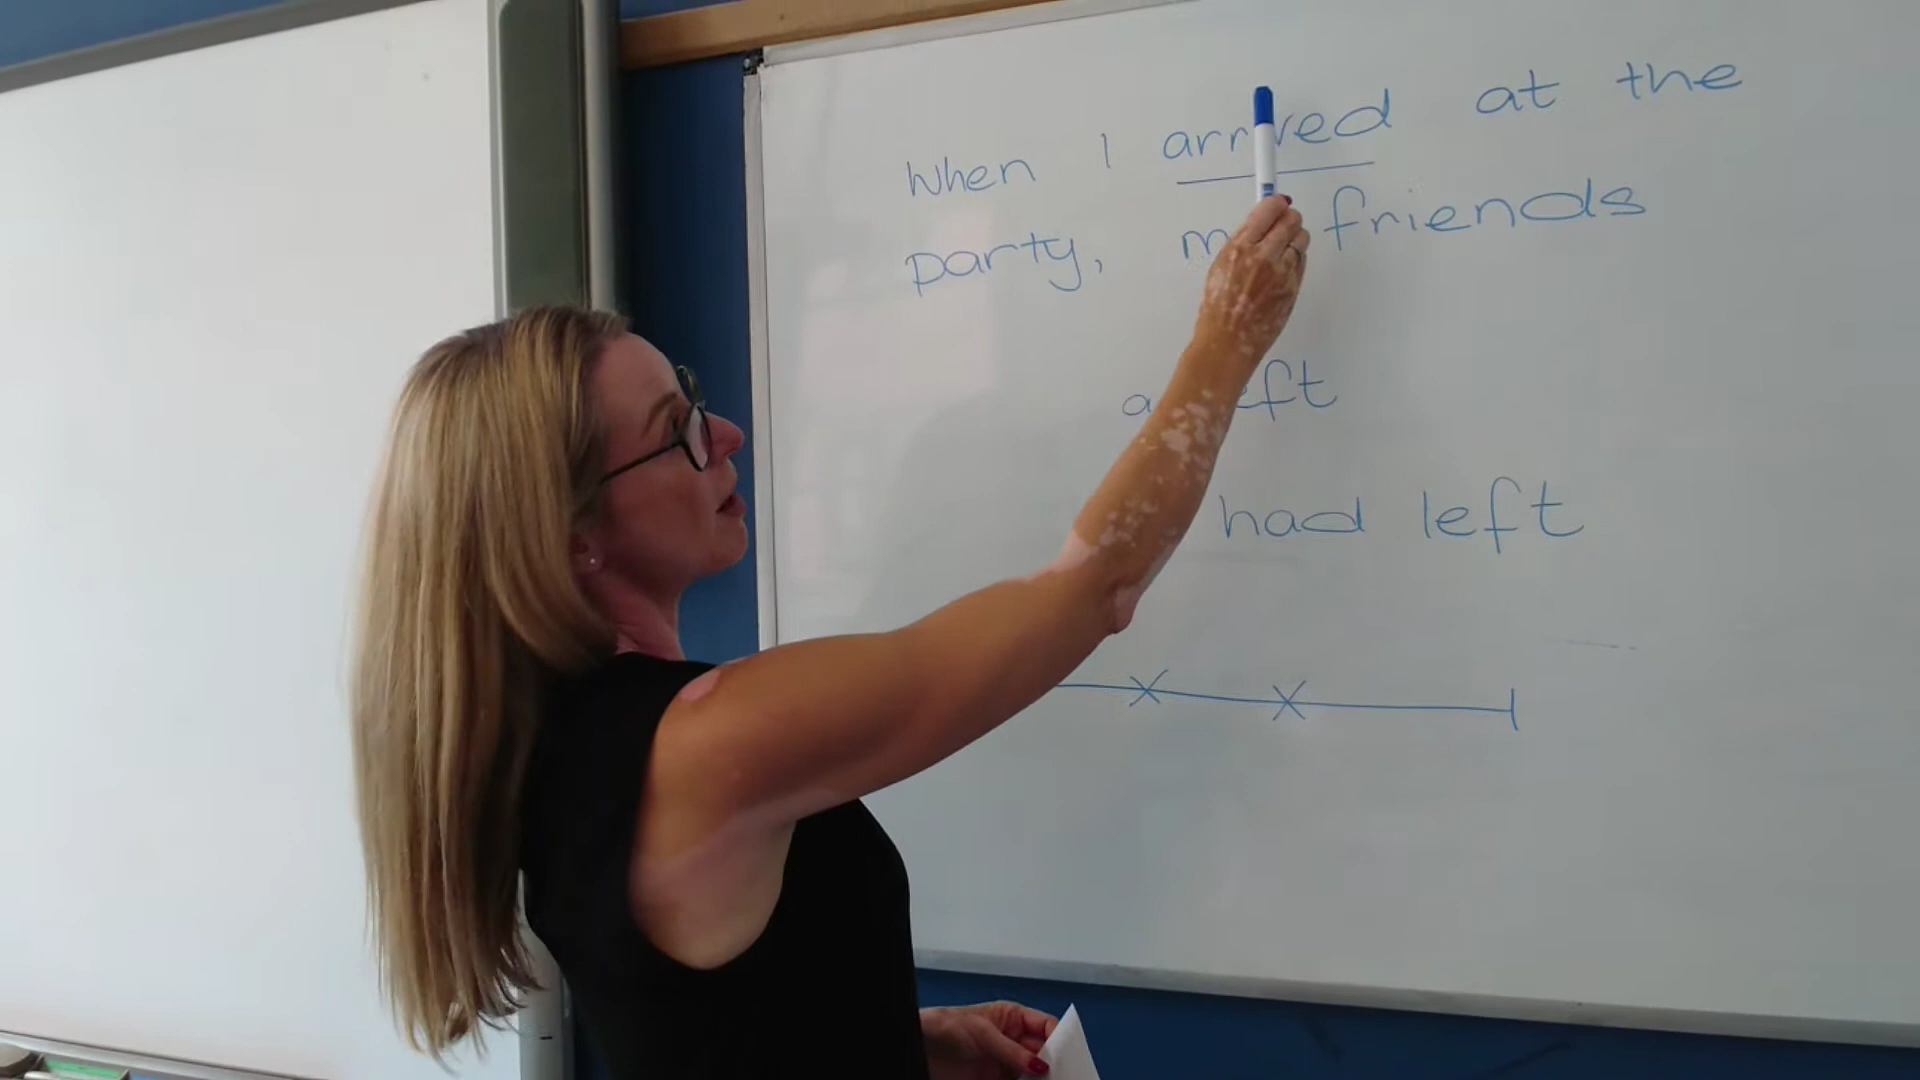 When I arrived at the
party, my friends
a left
had left